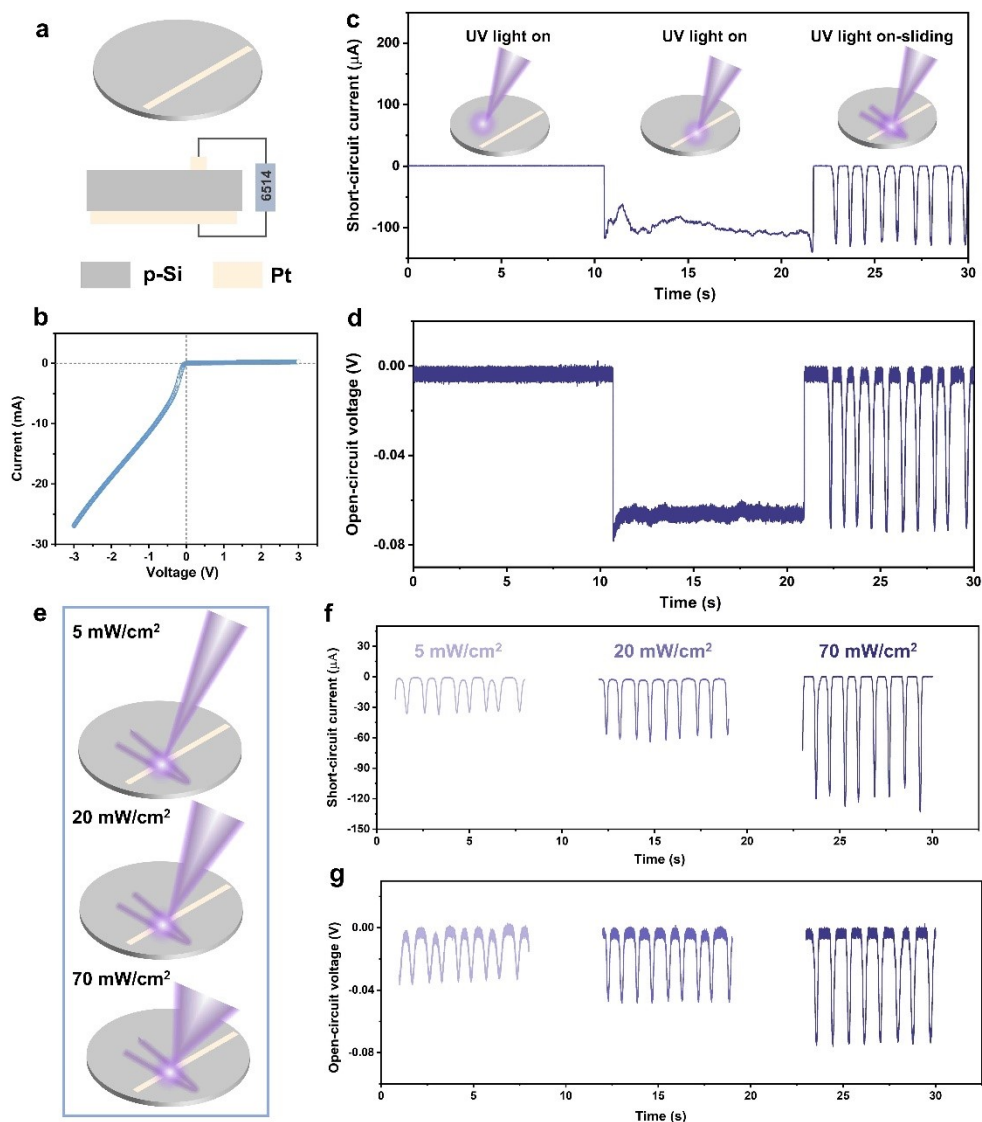 a
6514
p-Si
Pt
b
Current (mA)
0
-10
-20
-30
-3
-2
-1
0
1
2
3
Voltage (V)
c
UV light on
UV light on
UV light on-sliding
Short-circuit current (μA)
200
100
0
-100
0
5
10
15
20
25
30
Time (s)
d
Open-circuit voltage (V)
0.00
-0.04
-0.08
0
5
10
15
20
25
30
Time (s)
e
5 mW/cm²
20 mW/cm²
70 mW/cm²
f
5 mW/cm²
20 mW/cm²
70 mW/cm²
Short-circuit current (μA)
30
0
-30
-60
-90
-120
-150
0
5
10
15
20
25
30
Time (s)
g
Open-circuit voltage (V)
0.00
-0.04
-0.08
0
5
10
15
20
25
30
Time (s)